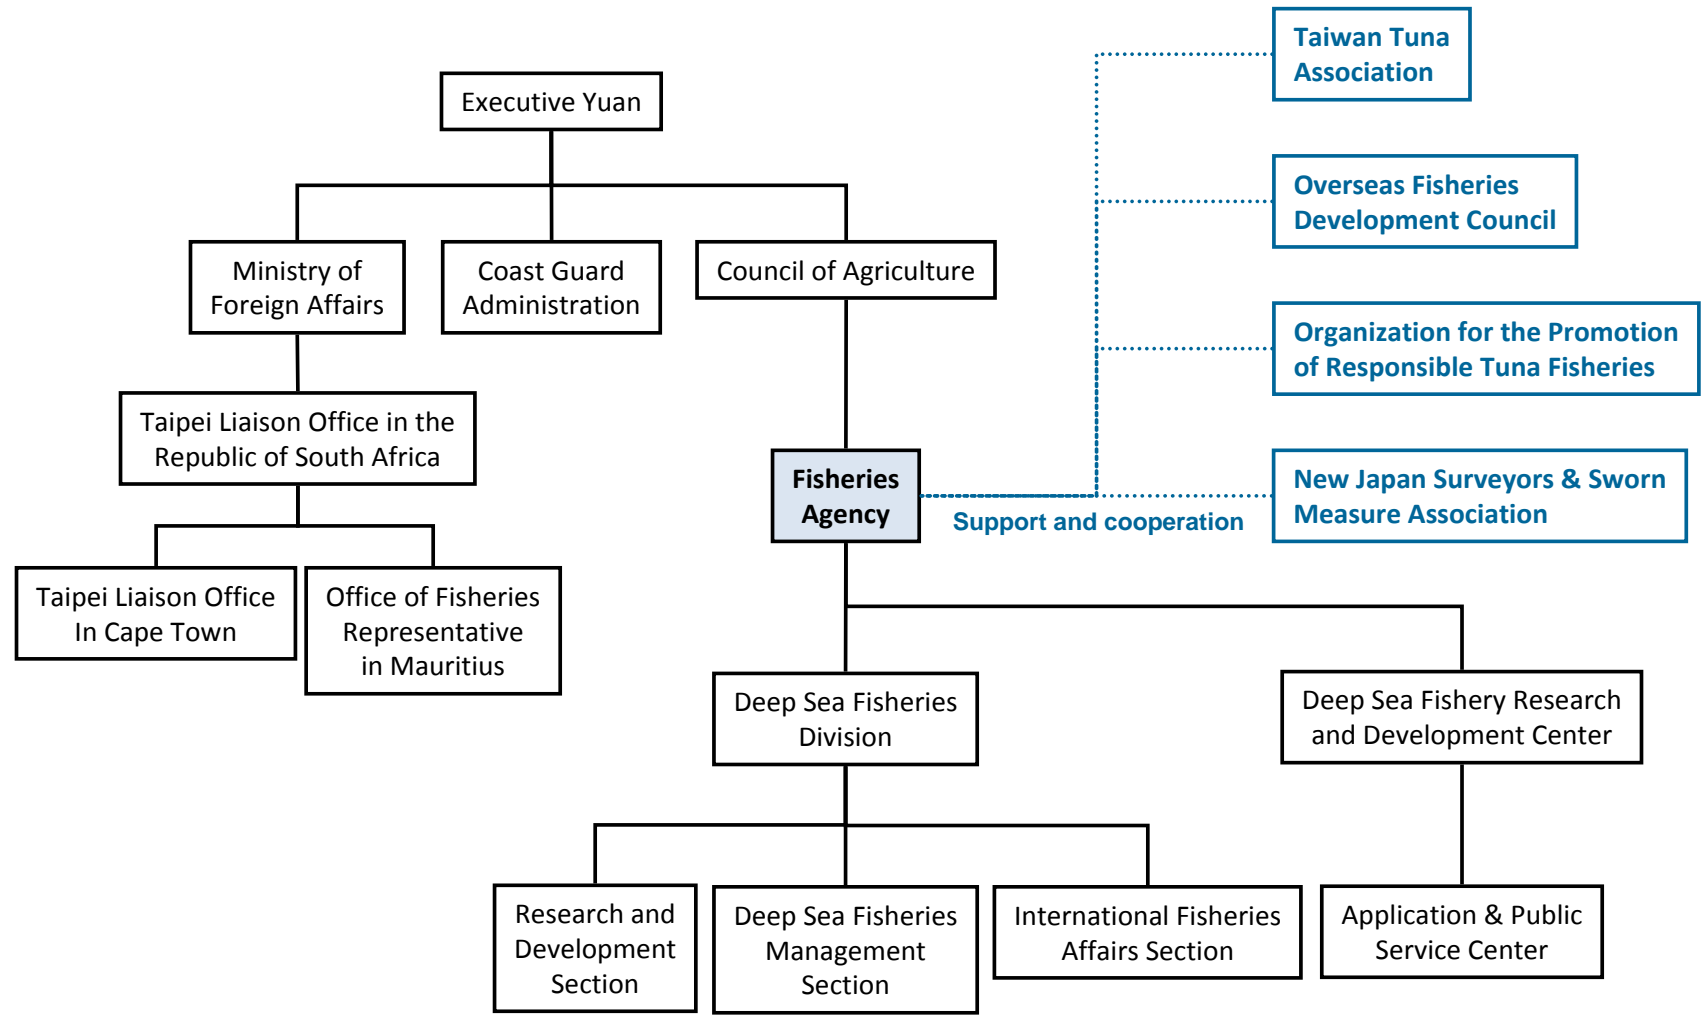 Taiwan Tuna
Association
Executive Yuan
Overseas Fisheries
Development Council
Ministry of
Foreign Affairs
Coast Guard
Administration
Council of Agriculture
Organization for the Promotion
of Responsible Tuna Fisheries
Taipei Liaison Office in the
Republic of South Africa
Fisheries
Agency
Support and cooperation
New Japan Surveyors & Sworn
Measure Association
Taipei Liaison Office
In Cape Town
Office of Fisheries
Representative
in Mauritius
Deep Sea Fisheries
Division
Deep Sea Fishery Research
and Development Center
Research and
Development
Section
Deep Sea Fisheries
Management
Section
International Fisheries
Affairs Section
Application & Public
Service Center